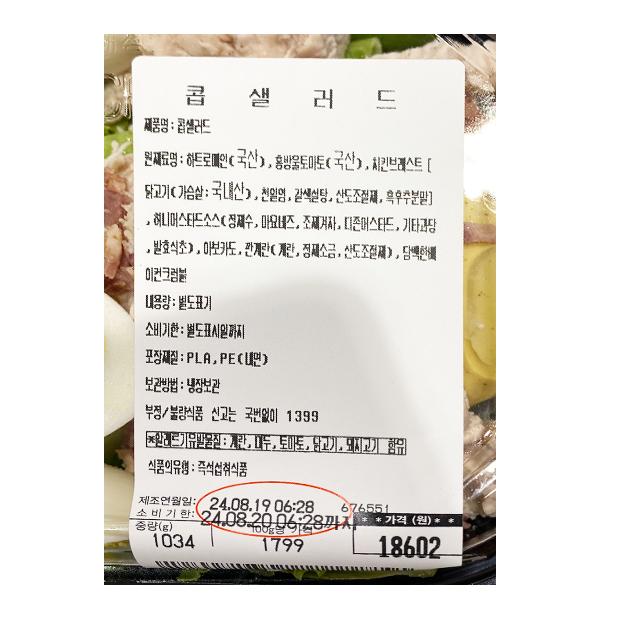 콥 샐 러 드
제품명:콥샐러드
원재료명:하트로메인(국산),홍방울토마토(국산),치킨브레스트[
닭고기(가슴살:국내산),천일염,갈색설탕,산도조절제,흑후추분말]
,허니머스타드소스(정제수,마요네즈,조제겨자,디존머스타드,기타과당
,발효식초),아보카도,깐계란(계란,정제소금,산도조절제),담백한베
이컨크럼블
내용량:별도표기
소비기한:별도표시일까지
포장재질:PLA,PE(내면)
보관방법:냉장보관
부정/불량식품 신고는 국번없이 1399
※알레르기유발물질:계란,대두,토마토,닭고기,돼지고기 함유
식품의유형:즉석섭취식품
제조연월일: 24.08.19 06:28 676551
소 비 기 한: 24.08.20 06:28까지 * *가격 (원)* *
중량(g) 100g당 가격
1034 1799 18602